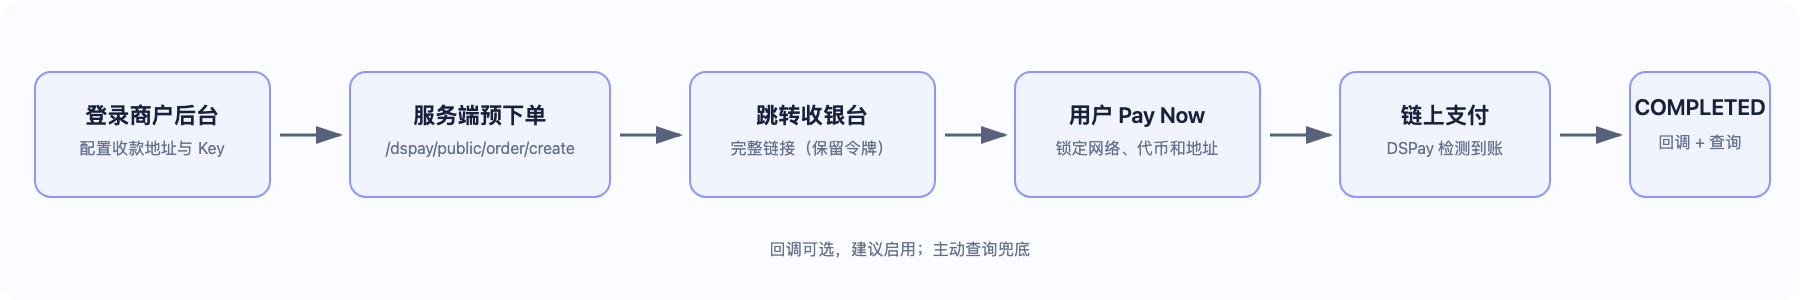 登录商户后台
配置收款地址与 Key
服务端预下单
/dspay/public/order/create
跳转收银台
完整链接（保留令牌）
用户 Pay Now
锁定网络、代币和地址
链上支付
DSPay 检测到账
COMPLETED
回调 + 查询
回调可选，建议启用；主动查询兜底